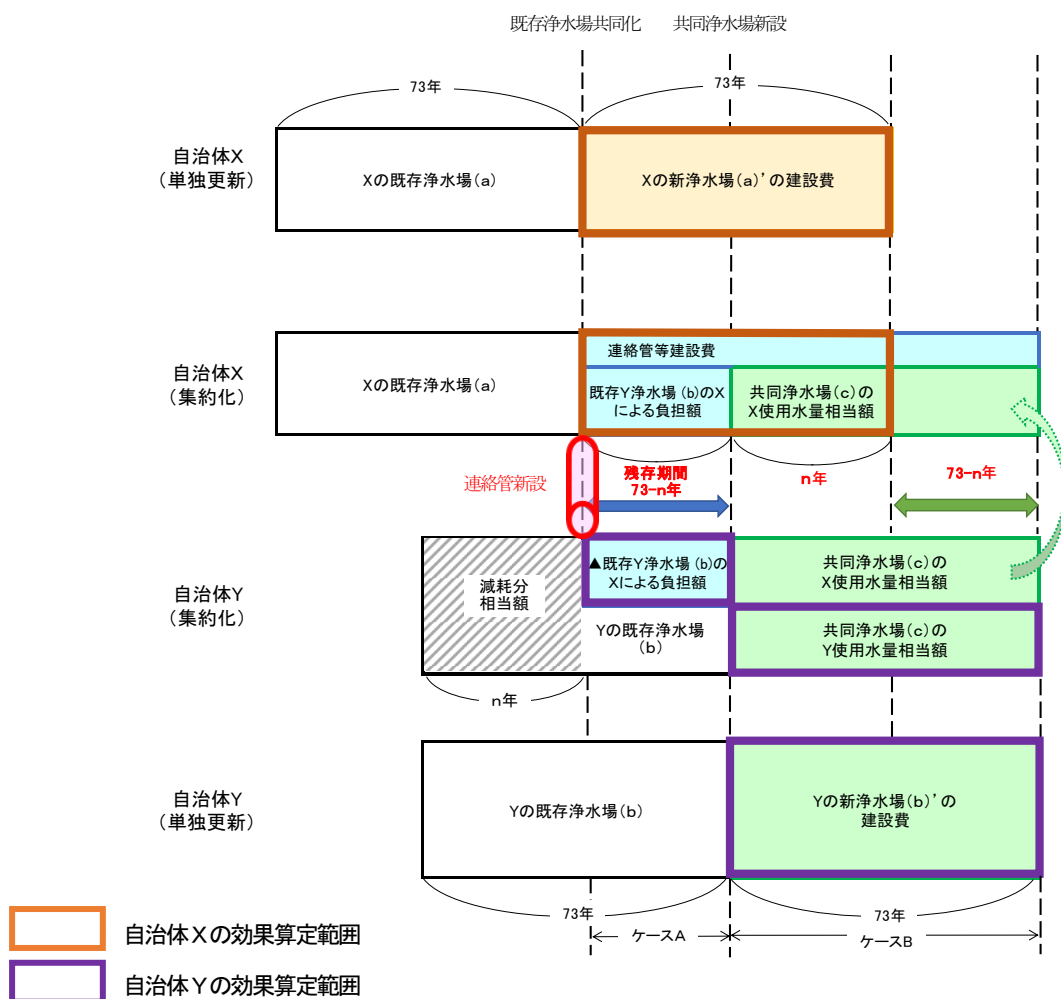 既存浄水場共同化 共同浄水場新設
73年
73年
自治体X
(単独更新)
Xの既存浄水場(a)
Xの新浄水場(a)’の建設費
自治体X
(集約化)
Xの既存浄水場(a)
連絡管等建設費
既存Y浄水場(b)のX
による負担額
共同浄水場(c)の
X使用水量相当額
連絡管新設
残存期間
73-n年
n年
73-n年
自治体Y
(集約化)
減耗分
相当額
▲既存Y浄水場(b)の
Xによる負担額
Yの既存浄水場
(b)
共同浄水場(c)の
X使用水量相当額
共同浄水場(c)の
Y使用水量相当額
n年
自治体Y
(単独更新)
Yの既存浄水場(b)
Yの新浄水場(b)’の
建設費
73年
73年
ケースA
ケースB
自治体Xの効果算定範囲
自治体Yの効果算定範囲